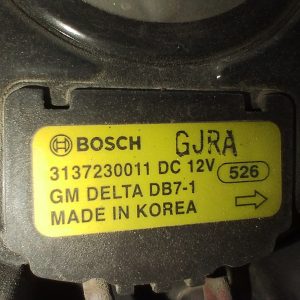 BOSCH GJRA
3137230011 DC 12V 526
GM DELTA DB7-1
MADE IN KOREA